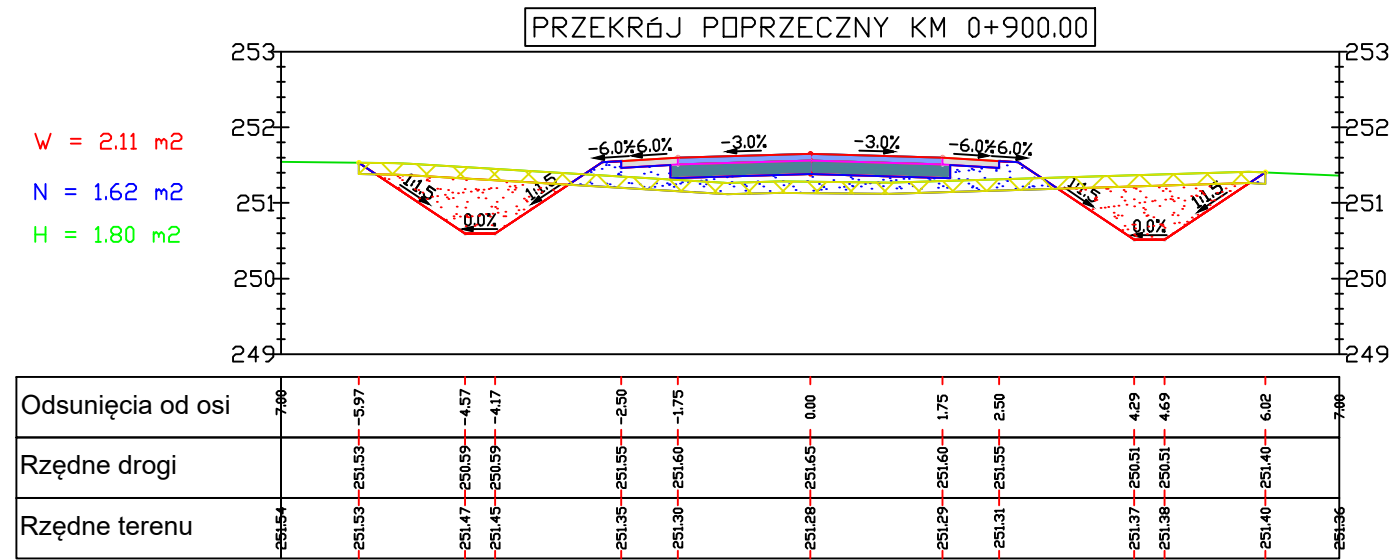 PRZEKRóJ POPRZECZNY KM 0+900.00
253 253
252 252
251 251
250 250
249 249
W = 2.11 m2
N = 1.62 m2
H = 1.80 m2
-6.0% -6.0% -3.0% -3.0% -6.0% -6.0%
1:1.5 1:1.5 1:1.5 1:1.5
0.0% 0.0%
Odsunięcia od osi 7.00 -5.97 -4.57 -4.17 -2.50 -1.75 0.00 1.75 2.50 4.29 4.69 6.02 7.00
Rzędne drogi 251.53 250.59 250.59 251.55 251.60 251.65 251.60 251.55 250.51 250.51 251.40
Rzędne terenu 251.54 251.53 251.47 251.45 251.35 251.30 251.28 251.29 251.31 251.37 251.38 251.40 251.36